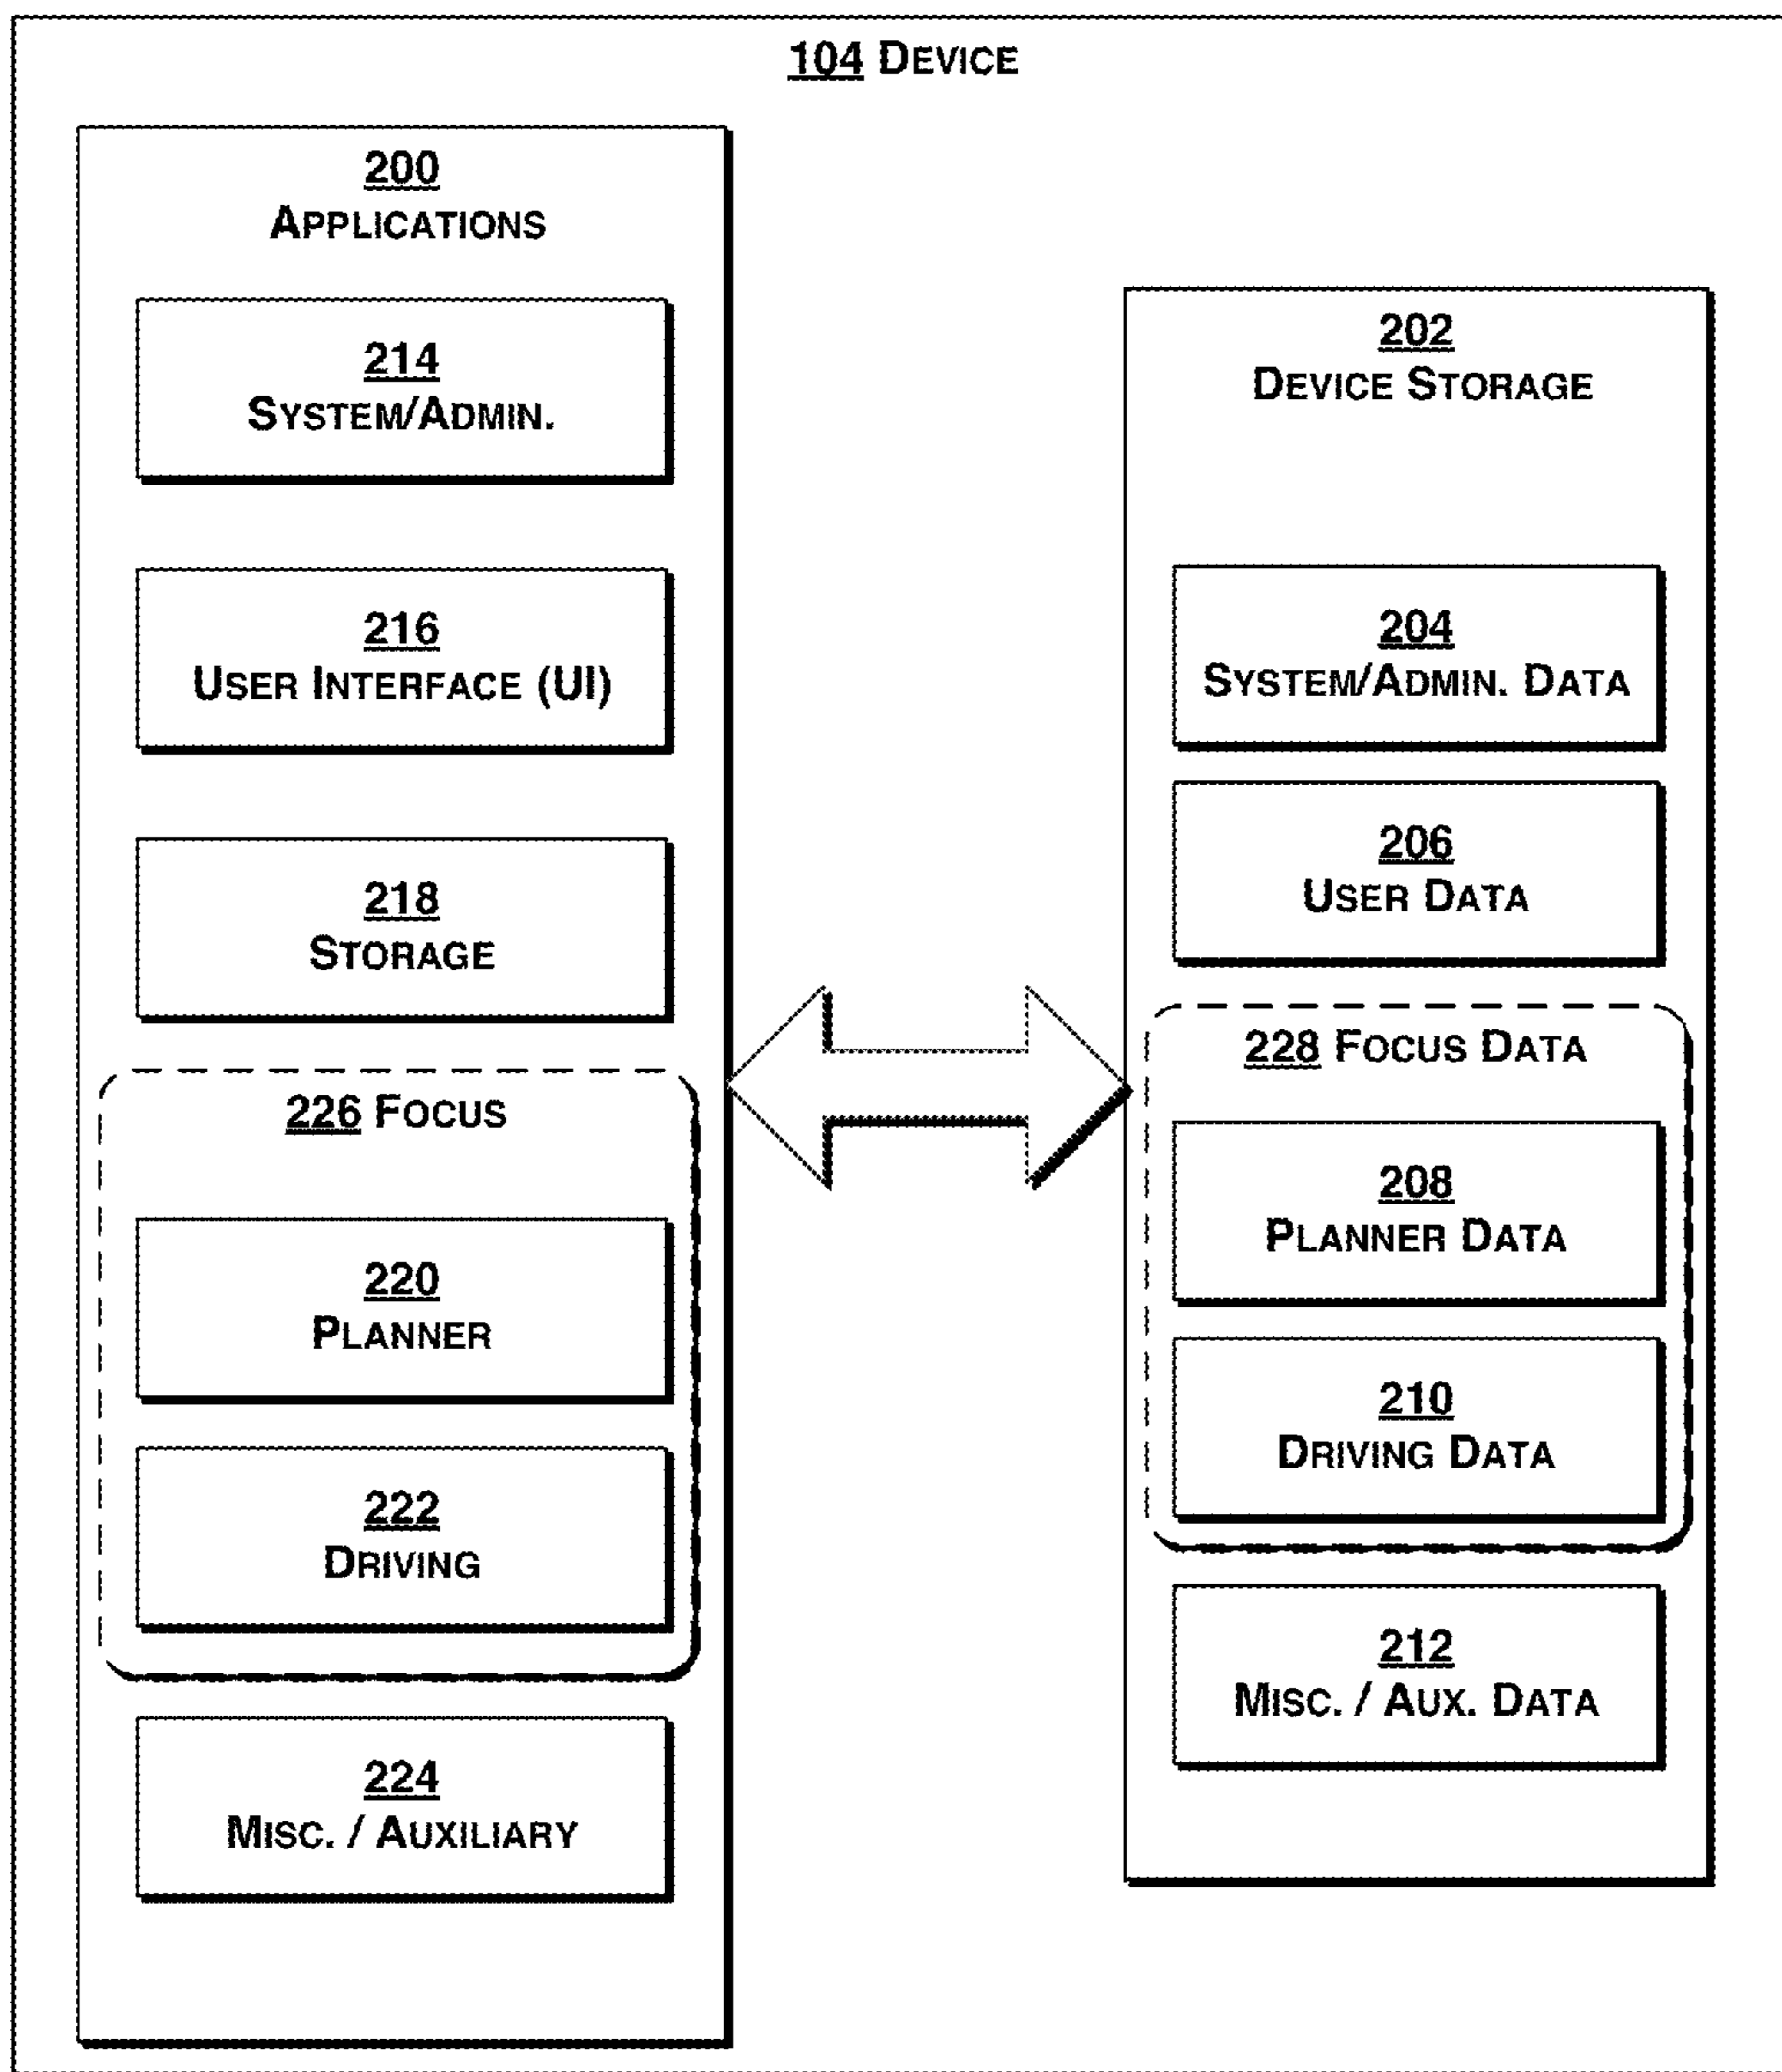 104 DEVICE
200
APPLICATIONS
214
SYSTEM/ADMIN.
216
USER INTERFACE (UI)
218
STORAGE
226 FOCUS
220
PLANNER
222
DRIVING
224
MISC. / AUXILIARY
202
DEVICE STORAGE
204
SYSTEM/ADMIN. DATA
206
USER DATA
228 FOCUS DATA
208
PLANNER DATA
210
DRIVING DATA
212
MISC. / AUX. DATA